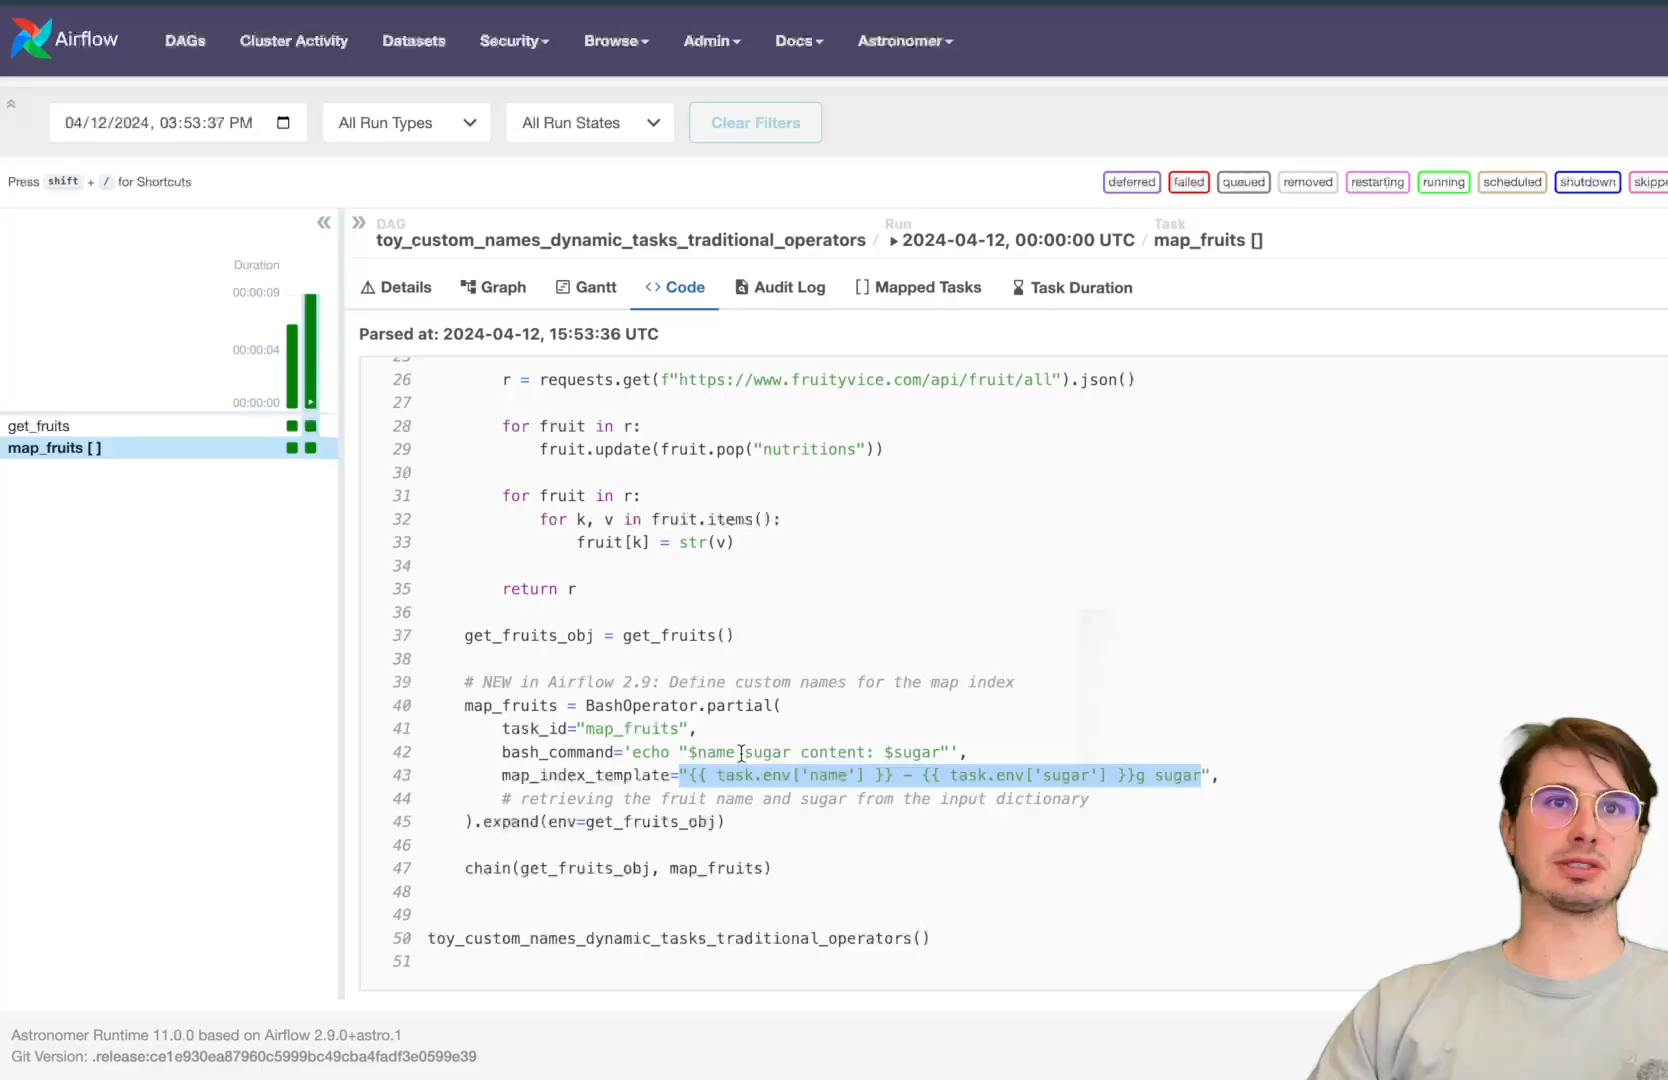 Airflow DAGs Cluster Activity Datasets Security Browse Admin Docs Astronomer
04/12/2024, 03:53:37 PM All Run Types All Run States Clear Filters
Press shift + / for Shortcuts
deferred failed queued removed restarting running scheduled shutdown skipp
DAG Run Task
toy_custom_names_dynamic_tasks_traditional_operators / 2024-04-12, 00:00:00 UTC / map_fruits []
Duration
00:00:09
00:00:04
00:00:00
get_fruits
map_fruits [ ]
Details Graph Gantt <> Code Audit Log [] Mapped Tasks Task Duration
Parsed at: 2024-04-12, 15:53:36 UTC
25
26 r = requests.get(f"https://www.fruityvice.com/api/fruit/all").json()
27
28 for fruit in r:
29 fruit.update(fruit.pop("nutritions"))
30
31 for fruit in r:
32 for k, v in fruit.items():
33 fruit[k] = str(v)
34
35 return r
36
37 get_fruits_obj = get_fruits()
38
39 # NEW in Airflow 2.9: Define custom names for the map index
40 map_fruits = BashOperator.partial(
41 task_id="map_fruits",
42 bash_command='echo "$name sugar content: $sugar"',
43 map_index_template="{{ task.env['name'] }} - {{ task.env['sugar'] }}g sugar",
44 # retrieving the fruit name and sugar from the input dictionary
45 ).expand(env=get_fruits_obj)
46
47 chain(get_fruits_obj, map_fruits)
48
49
50 toy_custom_names_dynamic_tasks_traditional_operators()
51
Astronomer Runtime 11.0.0 based on Airflow 2.9.0+astro.1
Git Version: .release:ce1e930ea87960c5999bc49cba4fadf3e0599e39